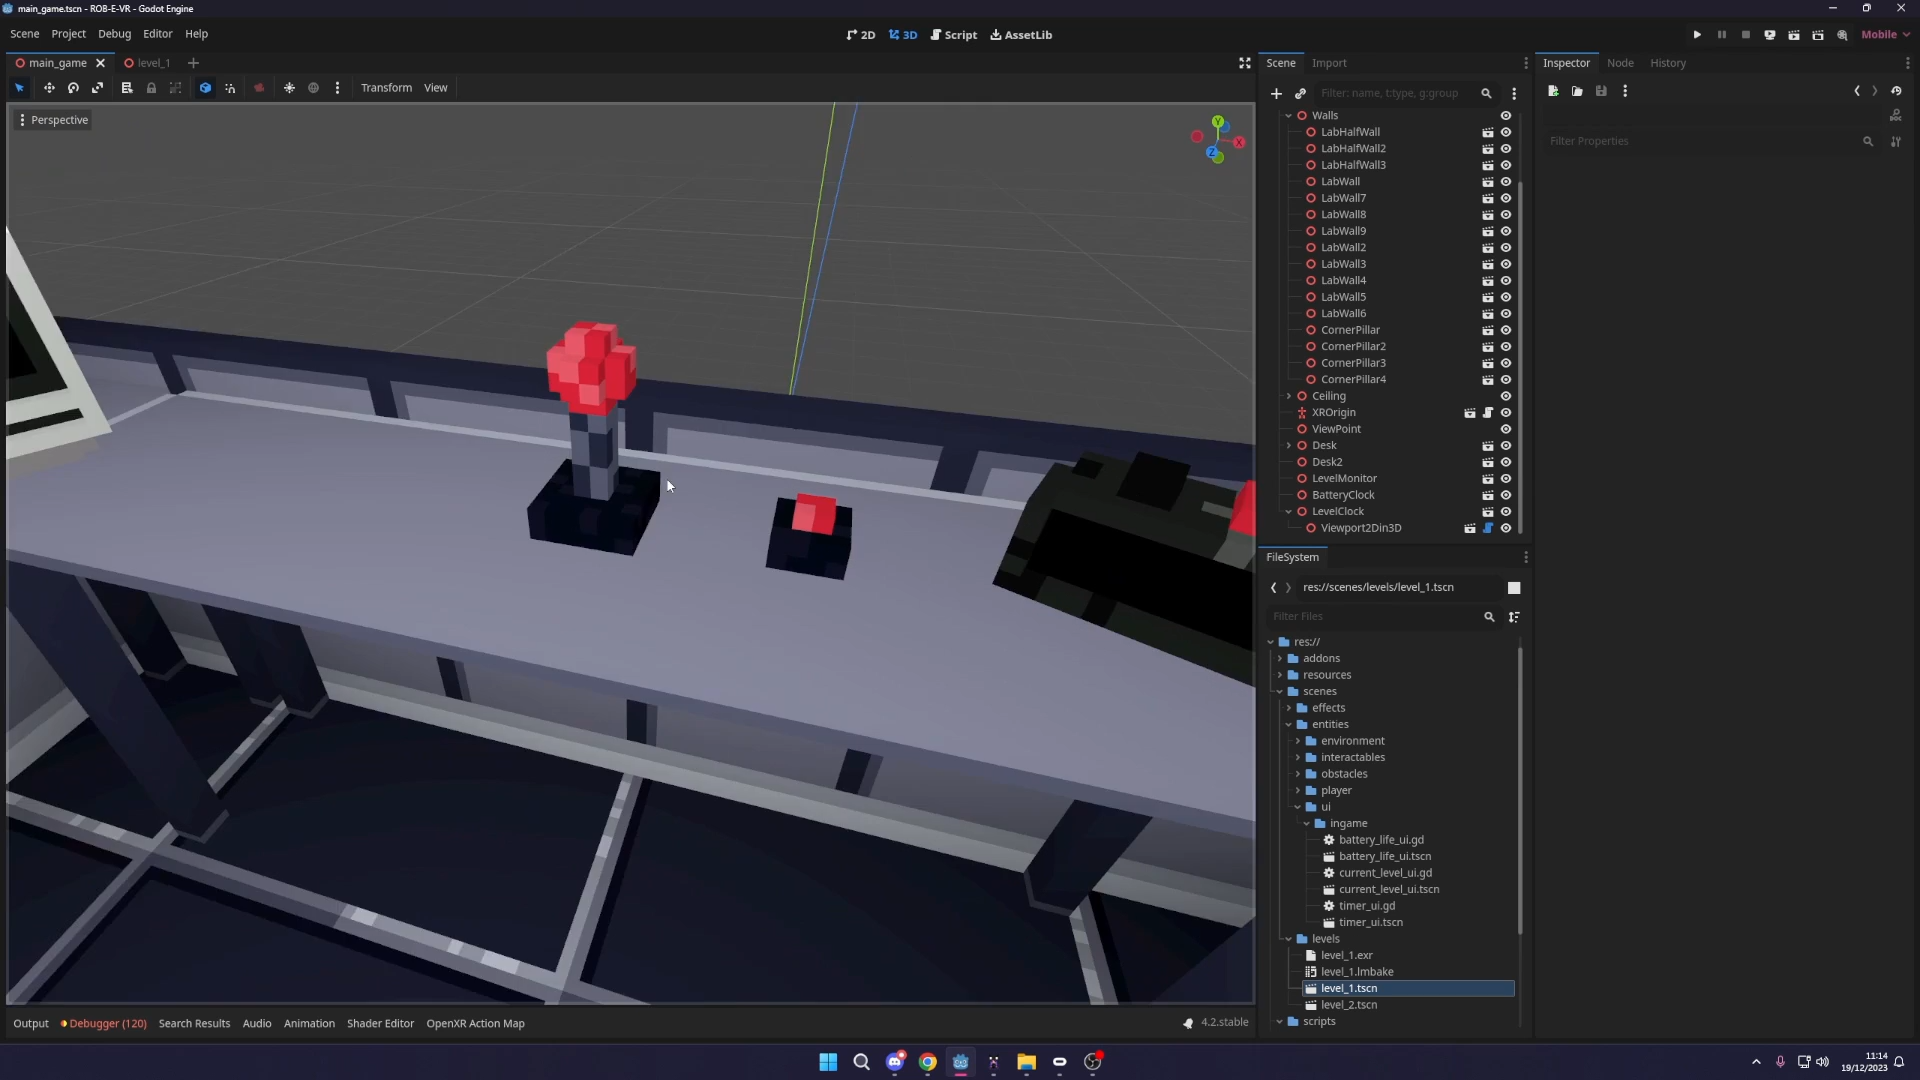 main_game.tscn - ROB-E-VR - Godot Engine
Scene Project Debug Editor Help
2D 3D Script AssetLib
Mobile
main_game level_1
Transform View
Perspective
Y
X
Z
Scene Import
Filter: name, t:type, g:group
Walls
LabHalfWall
LabHalfWall2
LabHalfWall3
LabWall
LabWall7
LabWall8
LabWall9
LabWall2
LabWall3
LabWall4
LabWall5
LabWall6
CornerPillar
CornerPillar2
CornerPillar3
CornerPillar4
Ceiling
XROrigin
ViewPoint
Desk
Desk2
LevelMonitor
BatteryClock
LevelClock
Viewport2Din3D
FileSystem
res://scenes/levels/level_1.tscn
Filter Files
res://
addons
resources
scenes
effects
entities
environment
interactables
obstacles
player
ui
ingame
battery_life_ui.gd
battery_life_ui.tscn
current_level_ui.gd
current_level_ui.tscn
timer_ui.gd
timer_ui.tscn
levels
level_1.exr
level_1.lmbake
level_1.tscn
level_2.tscn
scripts
Inspector Node History
Filter Properties
Output Debugger (120) Search Results Audio Animation Shader Editor OpenXR Action Map
4.2.stable
11:14
19/12/2023